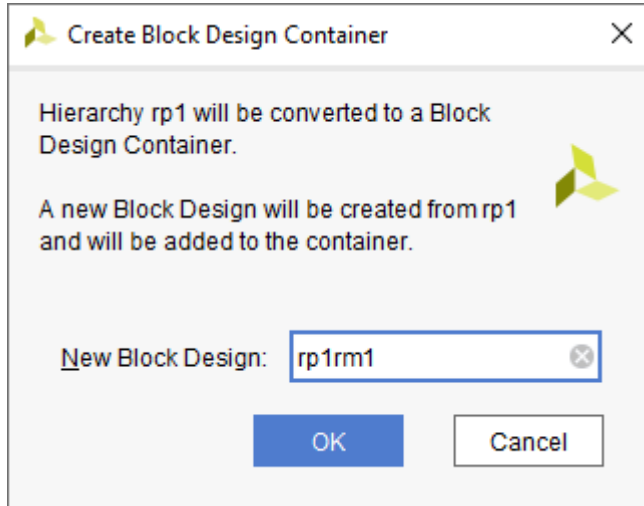 Create Block Design Container
Hierarchy rp1 will be converted to a Block
Design Container.
A new Block Design will be created from rp1
and will be added to the container.
New Block Design: rp1rm1
OK Cancel